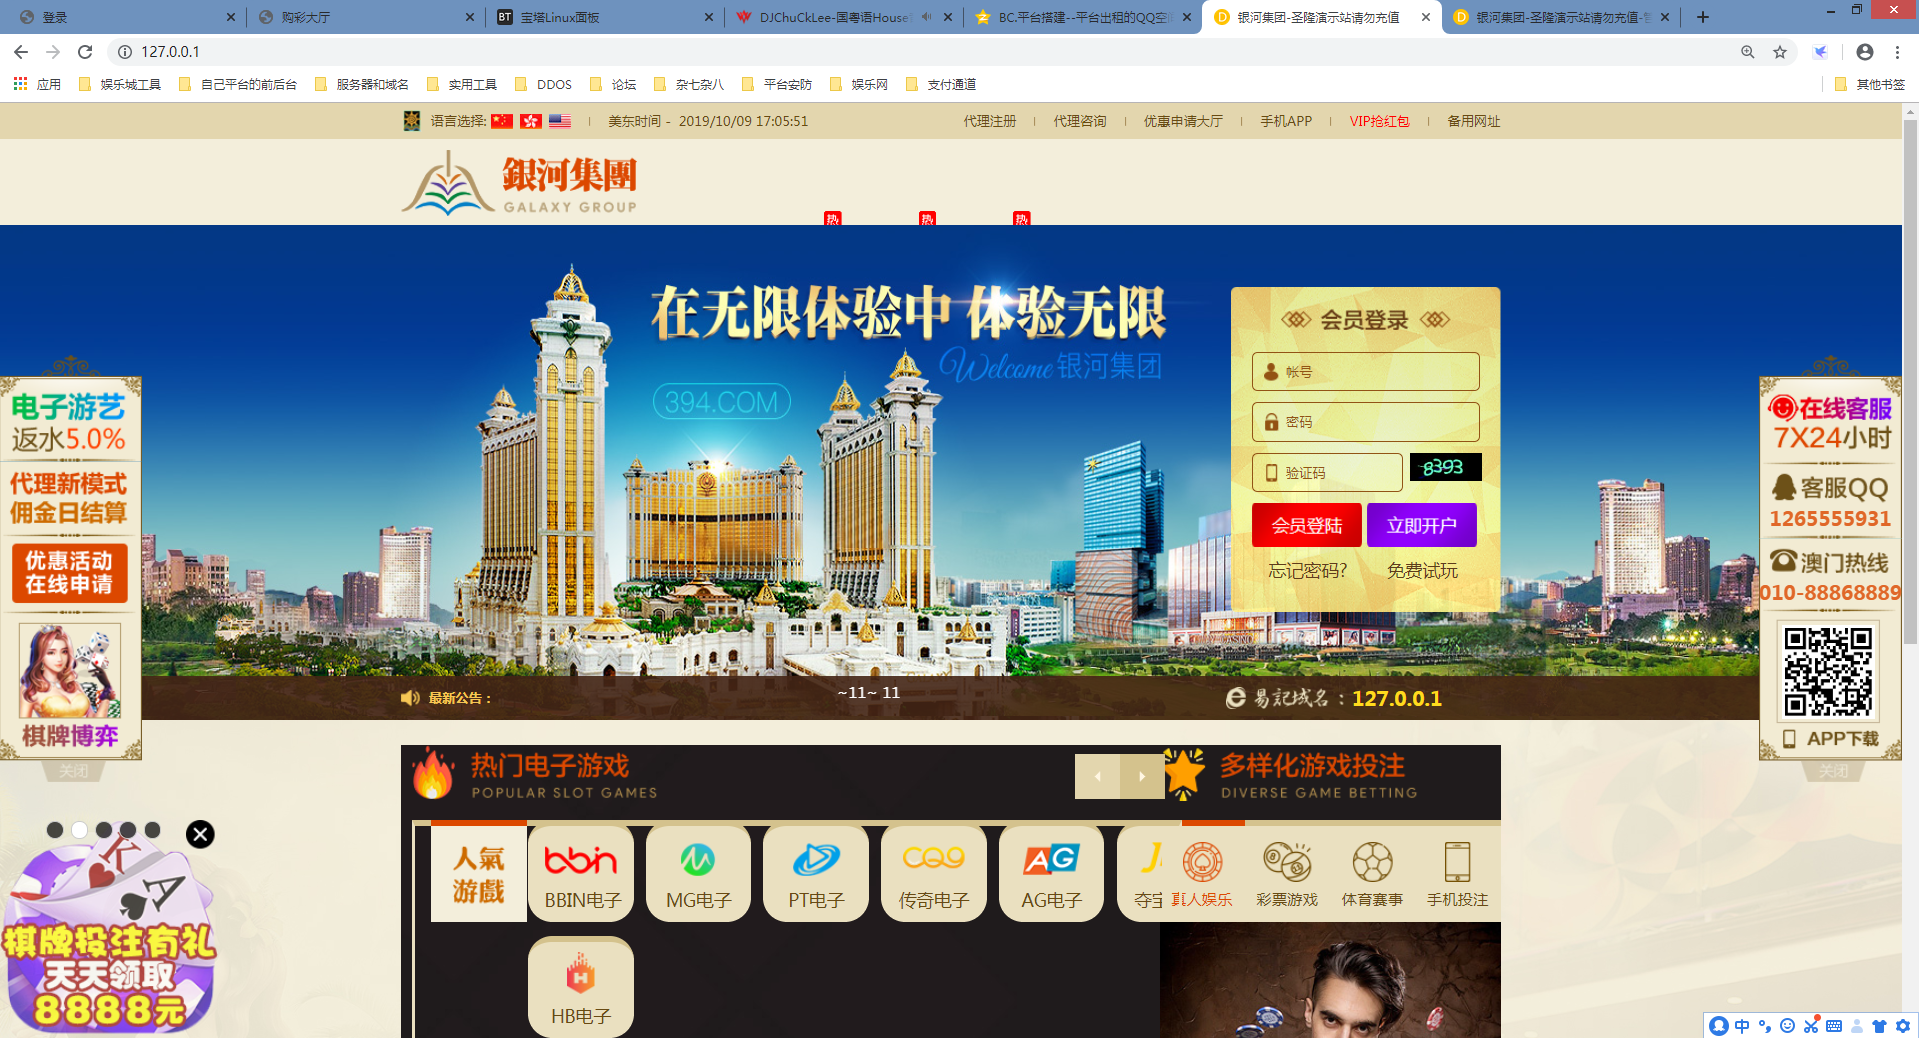 登录
购彩大厅
宝塔Linux面板
DJChuCkLee-国粤语House
BC.平台搭建--平台出租的QQ空
银河集团-圣隆演示站请勿充值
银河集团-圣隆演示站请勿充值-
127.0.0.1
应用
娱乐城工具
自己平台的前后台
服务器和域名
实用工具
DDOS
论坛
杂七杂八
平台安防
娱乐网
支付通道
其他书签
语言选择:
美东时间 - 2019/10/09 17:05:51
代理注册
代理咨询
优惠申请大厅
手机APP
VIP抢红包
备用网址
銀河集團
GALAXY GROUP
热
热
热
在无限体验中 体验无限
Welcome 银河集团
394.COM
会员登录
帐号
密码
验证码
8393
会员登陆
立即开户
忘记密码?
免费试玩
电子游艺
返水5.0%
代理新模式
佣金日结算
优惠活动
在线申请
棋牌博弈
关闭
在线客服
7X24小时
客服QQ
1265555931
澳门热线
010-88868889
APP下载
关闭
最新公告：
~11~ 11
易記域名：127.0.0.1
热门电子游戏
POPULAR SLOT GAMES
多样化游戏投注
DIVERSE GAME BETTING
人氣
游戲
bbin
BBIN电子
MG电子
PT电子
CQ9
传奇电子
AG
AG电子
J
夺宝
真人娱乐
彩票游戏
体育赛事
手机投注
H
HB电子
K
A
棋牌投注有礼
天天领取
8888元
中